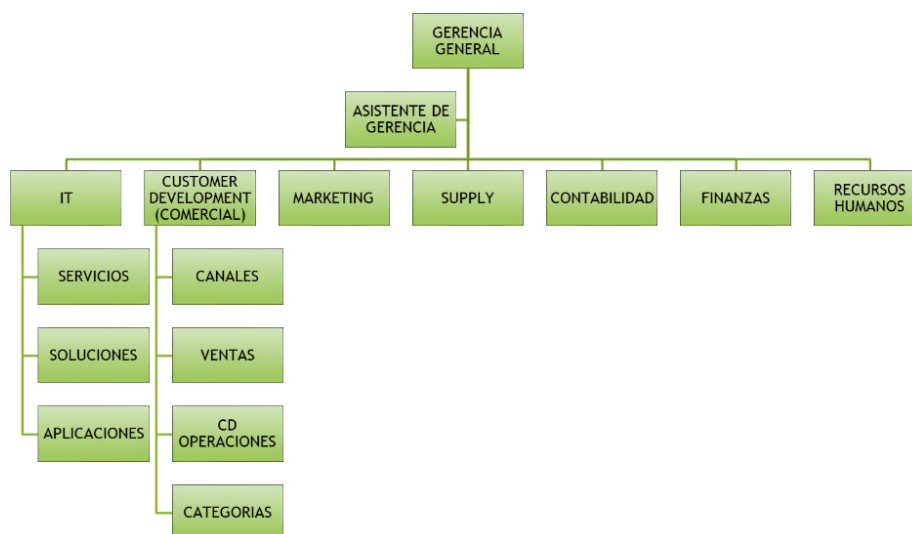 GERENCIA
GENERAL
ASISTENTE DE
GERENCIA
IT
CUSTOMER
DEVELOPMENT
(COMERCIAL)
MARKETING
SUPPLY
CONTABILIDAD
FINANZAS
RECURSOS
HUMANOS
SERVICIOS
CANALES
SOLUCIONES
VENTAS
APLICACIONES
CD
OPERACIONES
CATEGORIAS